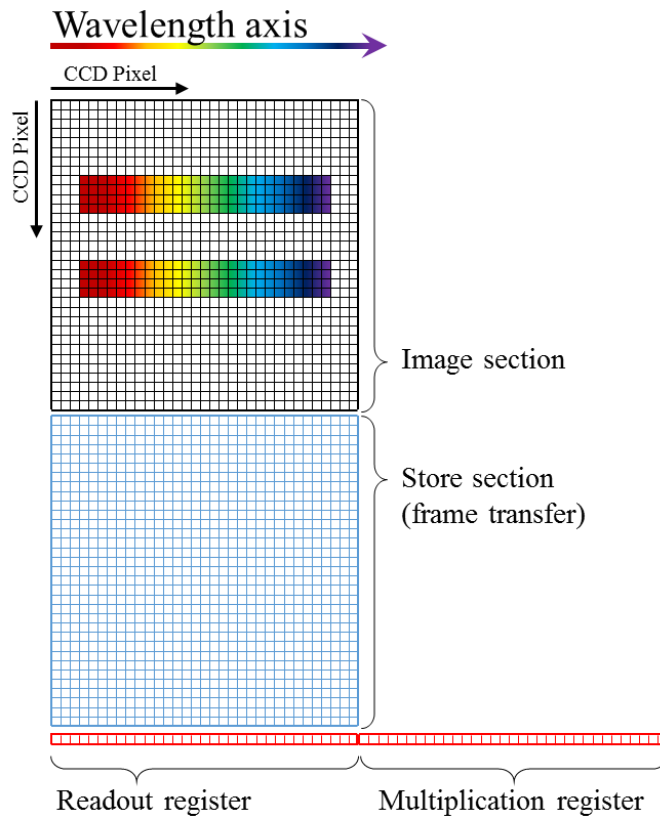 Wavelength axis
CCD Pixel
CCD Pixel
Image section
Store section
(frame transfer)
Readout register
Multiplication register